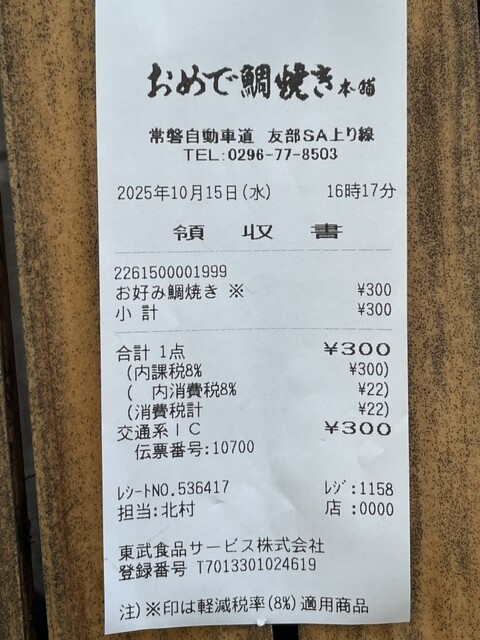 おめで鯛焼き本舗
常磐自動車道 友部SA上り線
TEL:0296-77-8503
2025年10月15日(水) 16時17分
領収書
2261500001999
お好み鯛焼き ※ ¥300
小 計 ¥300
合計 1点 ¥300
(内課税8% ¥300)
( 内消費税8% ¥22)
(消費税計 ¥22)
交通系IC ¥300
伝票番号:10700
ﾚｼｰﾄNO.536417 ﾚｼﾞ:1158
担当:北村 店:0000
東武食品サービス株式会社
登録番号 T7013301024619
注)※印は軽減税率(8%)適用商品